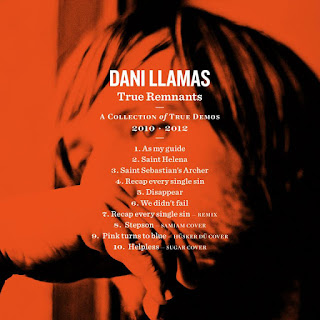 DANI LLAMAS
True Remnants
A Collection of True Demos
2010 - 2012
1. As my guide
2. Saint Helena
3. Saint Sebastian's Archer
4. Recap every single sin
5. Disappear
6. We didn't fail
7. Recap every single sin – REMIX
8. Stepson – SAMIAM COVER
9. Pink turns to blue – HÜSKER DÜ COVER
10. Helpless – SUGAR COVER